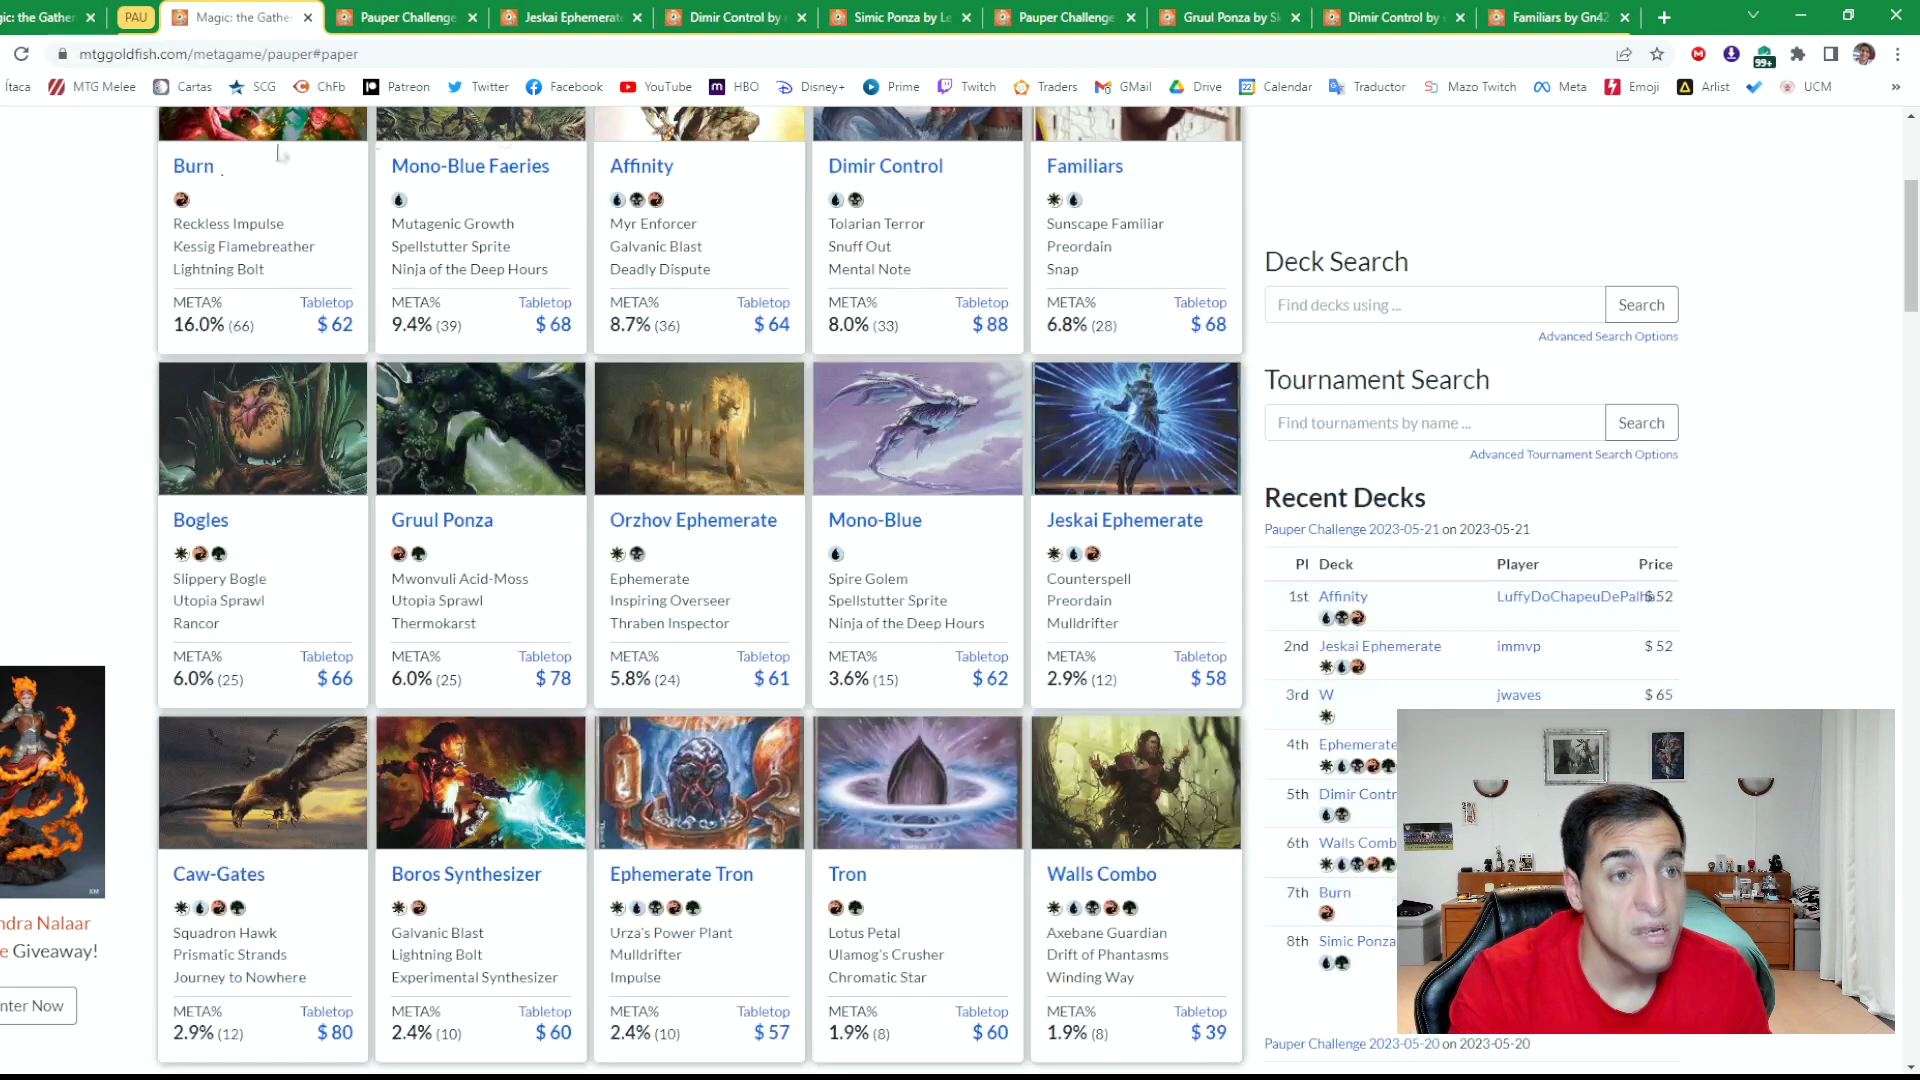 gic: the Gather
PAU
Magic: the Gather
Pauper Challenge
Jeskai Ephemerat
Dimir Control by
Simic Ponza by Le
Pauper Challenge
Gruul Ponza by Sk
Dimir Control by
Familiars by Gn42
mtggoldfish.com/metagame/pauper#paper
99+
Ítaca
MTG Melee
Cartas
SCG
ChFb
Patreon
Twitter
Facebook
YouTube
HBO
Disney+
Prime
Twitch
Traders
GMail
Drive
Calendar
Traductor
Mazo Twitch
Meta
Emoji
Arlist
UCM
»
Burn
Reckless Impulse
Kessig Flamebreather
Lightning Bolt
META% Tabletop
16.0% (66) $ 62
Mono-Blue Faeries
Mutagenic Growth
Spellstutter Sprite
Ninja of the Deep Hours
META% Tabletop
9.4% (39) $ 68
Affinity
Myr Enforcer
Galvanic Blast
Deadly Dispute
META% Tabletop
8.7% (36) $ 64
Dimir Control
Tolarian Terror
Snuff Out
Mental Note
META% Tabletop
8.0% (33) $ 88
Familiars
Sunscape Familiar
Preordain
Snap
META% Tabletop
6.8% (28) $ 68
Bogles
Slippery Bogle
Utopia Sprawl
Rancor
META% Tabletop
6.0% (25) $ 66
Gruul Ponza
Mwonvuli Acid-Moss
Utopia Sprawl
Thermokarst
META% Tabletop
6.0% (25) $ 78
Orzhov Ephemerate
Ephemerate
Inspiring Overseer
Thraben Inspector
META% Tabletop
5.8% (24) $ 61
Mono-Blue
Spire Golem
Spellstutter Sprite
Ninja of the Deep Hours
META% Tabletop
3.6% (15) $ 62
Jeskai Ephemerate
Counterspell
Preordain
Mulldrifter
META% Tabletop
2.9% (12) $ 58
Caw-Gates
Squadron Hawk
Prismatic Strands
Journey to Nowhere
META% Tabletop
2.9% (12) $ 80
Boros Synthesizer
Galvanic Blast
Lightning Bolt
Experimental Synthesizer
META% Tabletop
2.4% (10) $ 60
Ephemerate Tron
Urza's Power Plant
Mulldrifter
Impulse
META% Tabletop
2.4% (10) $ 57
Tron
Lotus Petal
Ulamog's Crusher
Chromatic Star
META% Tabletop
1.9% (8) $ 60
Walls Combo
Axebane Guardian
Drift of Phantasms
Winding Way
META% Tabletop
1.9% (8) $ 39
Deck Search
Find decks using ... Search
Advanced Search Options
Tournament Search
Find tournaments by name ... Search
Advanced Tournament Search Options
Recent Decks
Pauper Challenge 2023-05-21 on 2023-05-21
Pl Deck Player Price
1st Affinity LuffyDoChapeuDePalha $ 52
2nd Jeskai Ephemerate immvp $ 52
3rd W jwaves $ 65
4th Ephemerate
5th Dimir Contr
6th Walls Comb
7th Burn
8th Simic Ponza
Pauper Challenge 2023-05-20 on 2023-05-20
ndra Nalaar
e Giveaway!
nter Now